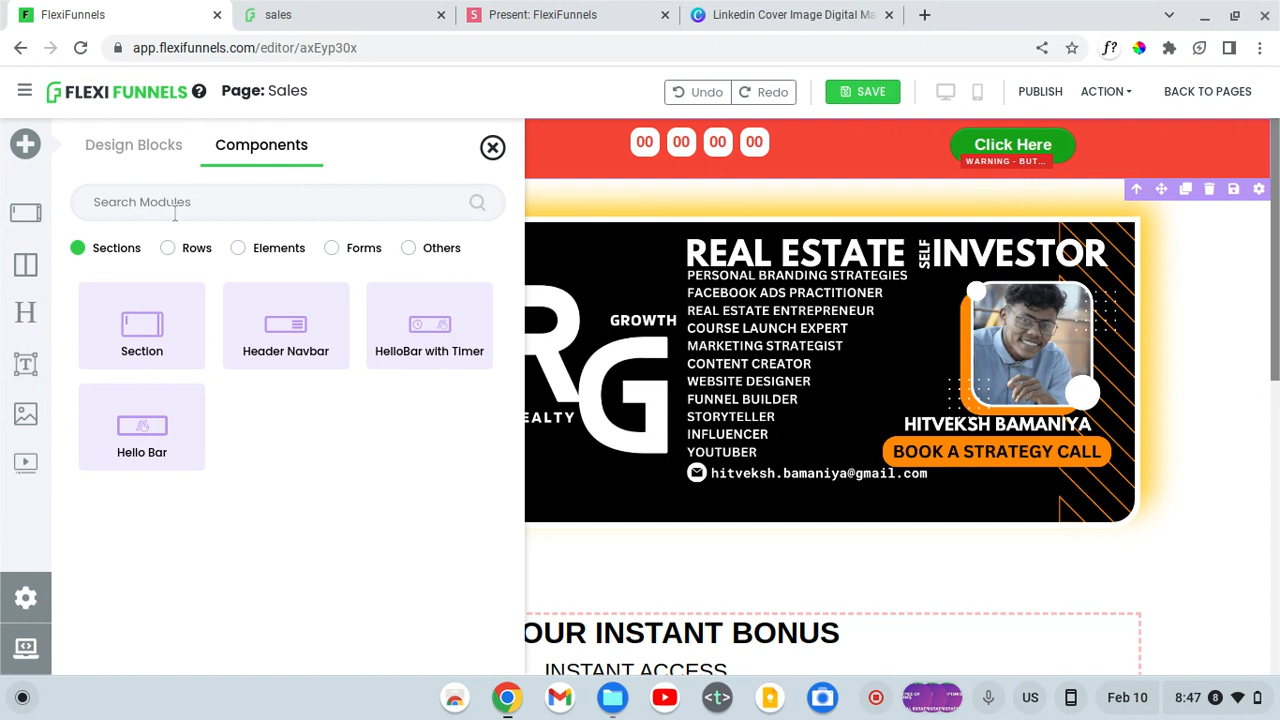 FlexiFunnels
sales
Present: FlexiFunnels
Linkedin Cover Image Digital Ma
app.flexifunnels.com/editor/axEyp30x
f?
FLEXI FUNNELS ?
Page: Sales
Undo
Redo
SAVE
PUBLISH
ACTION
BACK TO PAGES
Design Blocks
Components
Search Modules
Sections
Rows
Elements
Forms
Others
Section
Header Navbar
HelloBar with Timer
Hello Bar
H
T
00 00 00 00
Click Here
WARNING - BUT...
REAL ESTATE SELF INVESTOR
PERSONAL BRANDING STRATEGIES
FACEBOOK ADS PRACTITIONER
REAL ESTATE ENTREPRENEUR
COURSE LAUNCH EXPERT
MARKETING STRATEGIST
CONTENT CREATOR
WEBSITE DESIGNER
FUNNEL BUILDER
STORYTELLER
INFLUENCER
YOUTUBER
hitveksh.bamaniya@gmail.com
R
GROWTH
G
EALTY
HITVEKSH BAMANIYA
BOOK A STRATEGY CALL
OUR INSTANT BONUS
INSTANT ACCESS
US
Feb 10
8:47
8